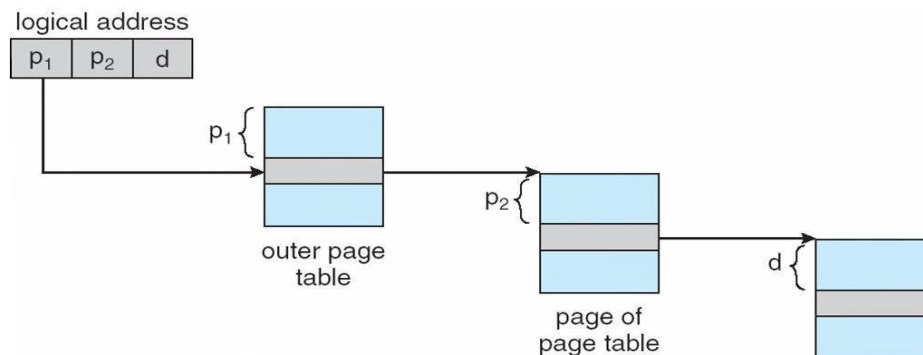 logical address
p₁ p₂ d
p₁
outer page
table
p₂
page of
page table
d